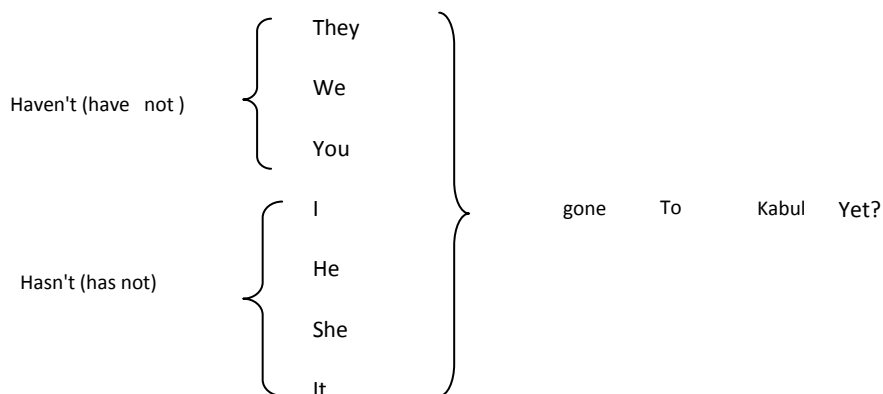 They
We
Haven't (have not )
You
I
gone To Kabul Yet?
He
Hasn't (has not)
She
It